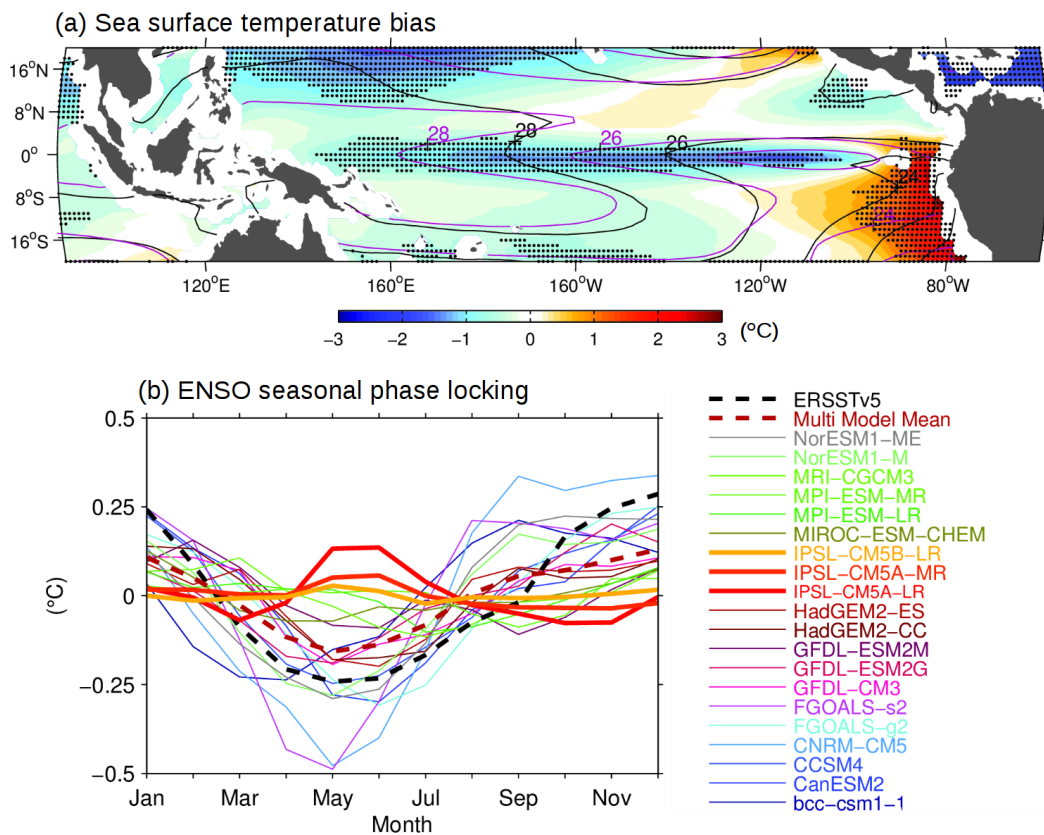 (a) Sea surface temperature bias
16°N
8°N
0°
8°S
16°S
28
28
26
26
24
120°E
160°E
160°W
120°W
80°W
−3
−2
−1
0
1
2
3
(°C)
(b) ENSO seasonal phase locking
0.5
0.25
0
−0.25
−0.5
(°C)
Jan
Mar
May
Jul
Sep
Nov
Month
ERSSTv5
Multi Model Mean
NorESM1−ME
NorESM1−M
MRI−CGCM3
MPI−ESM−MR
MPI−ESM−LR
MIROC−ESM−CHEM
IPSL−CM5B−LR
IPSL−CM5A−MR
IPSL−CM5A−LR
HadGEM2−ES
HadGEM2−CC
GFDL−ESM2M
GFDL−ESM2G
GFDL−CM3
FGOALS−s2
FGOALS−g2
CNRM−CM5
CCSM4
CanESM2
bcc−csm1−1